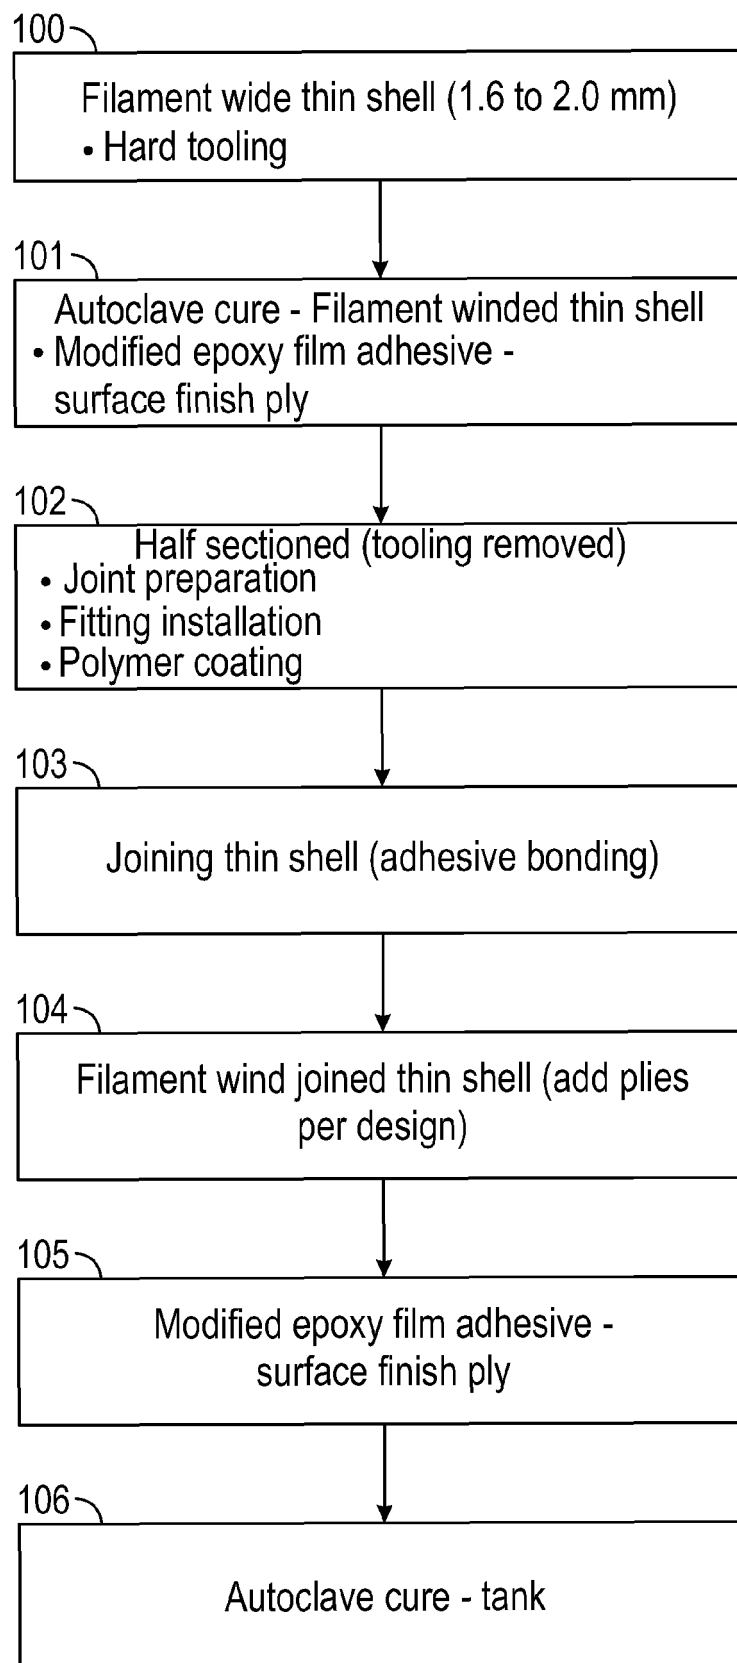 100
Filament wide thin shell (1.6 to 2.0 mm)
• Hard tooling
101
Autoclave cure - Filament winded thin shell
• Modified epoxy film adhesive -
surface finish ply
102
Half sectioned (tooling removed)
• Joint preparation
• Fitting installation
• Polymer coating
103
Joining thin shell (adhesive bonding)
104
Filament wind joined thin shell (add plies
per design)
105
Modified epoxy film adhesive -
surface finish ply
106
Autoclave cure - tank